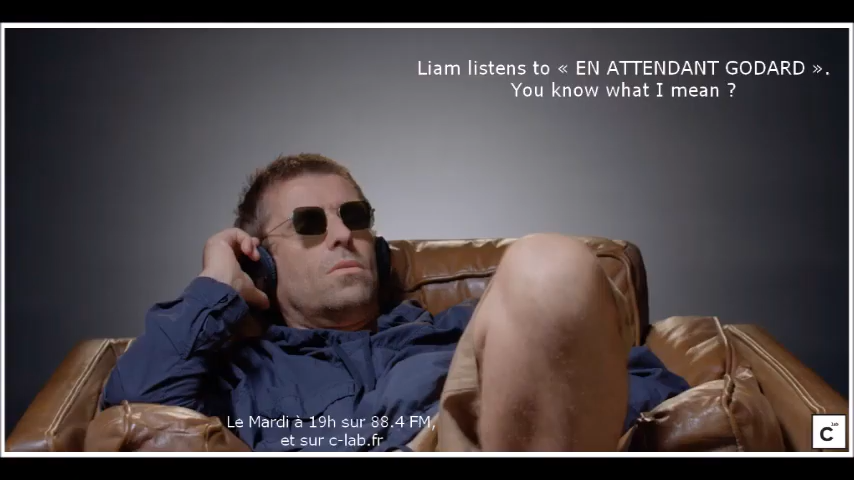 Liam listens to « EN ATTENDANT GODARD ».
You know what I mean ?
Le Mardi à 19h sur 88.4 FM,
et sur c-lab.fr
C lab